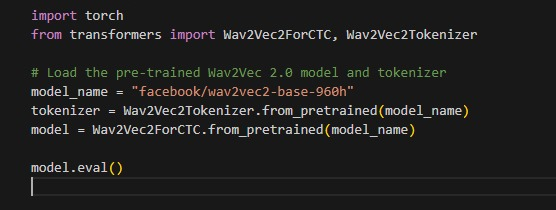 import torch
from transformers import Wav2Vec2ForCTC, Wav2Vec2Tokenizer
# Load the pre-trained Wav2Vec 2.0 model and tokenizer
model_name = "facebook/wav2vec2-base-960h"
tokenizer = Wav2Vec2Tokenizer.from_pretrained(model_name)
model = Wav2Vec2ForCTC.from_pretrained(model_name)
model.eval()